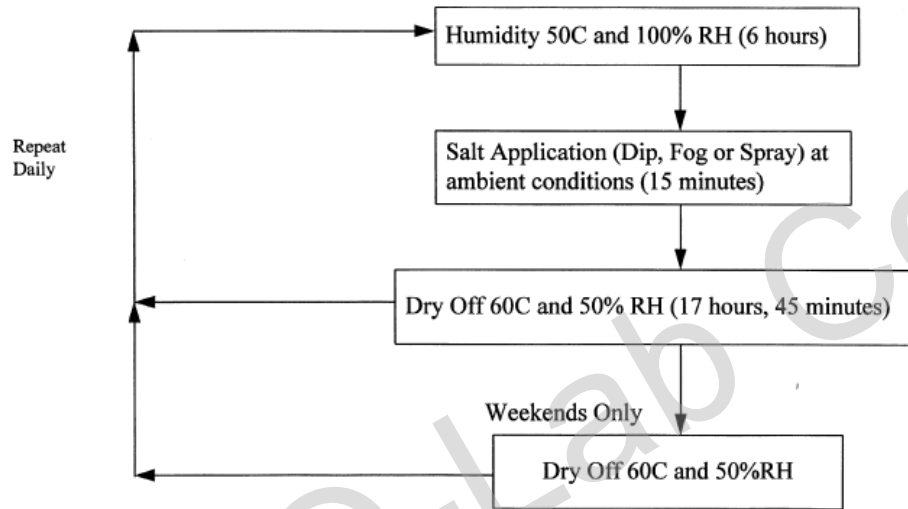 Humidity 50C and 100% RH (6 hours)
Repeat
Daily
Salt Application (Dip, Fog or Spray) at
ambient conditions (15 minutes)
Dry Off 60C and 50% RH (17 hours, 45 minutes)
Weekends Only
Dry Off 60C and 50%RH
-Lab Co